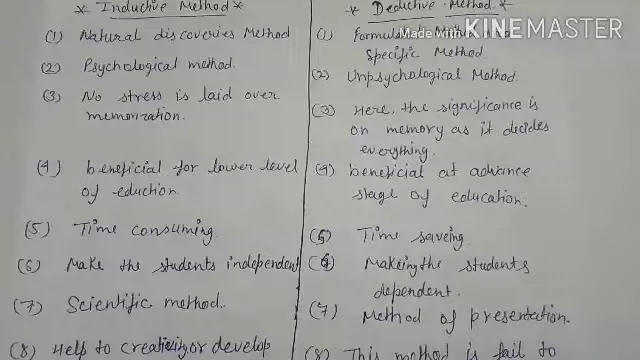 * Inductive Method *
(1) Natural discoveries Method
(2) Psychological method.
(3) No stress is laid over
memorization.
(4) beneficial for lower level
of eduction.
(5) Time consuming.
(6) Make the students independent
(7) Scientific method.
(8) Help to creativity or develop
* Deductive Method *
(1) Formulas
Specific Method
(2) Unpsychological Method.
(3) Here, the significance is
on memory as it decides
everything.
(4) beneficial at advance
stage of education.
(5) Time saveing
(6) Making the students
dependent.
(7) Method of presentation.
(8) This method is fail to
Made with
KINEMASTER